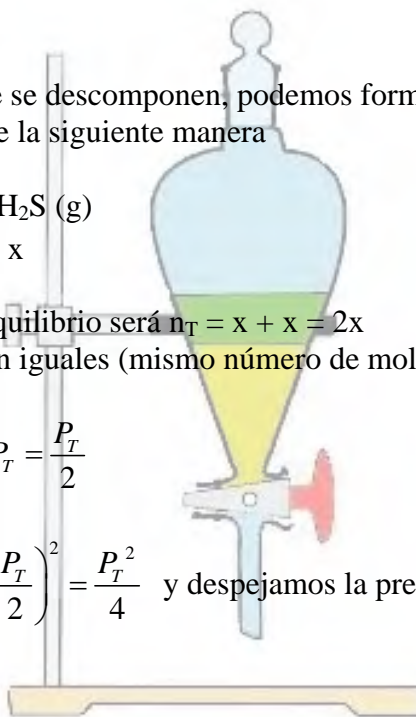 se descomponen, podemos form
la siguiente manera
H₂S (g)
x
quilibrio será n_T = x + x = 2x
n iguales (mismo número de mol
P_T = P_T / 2
P_T / 2 )² = P_T² / 4 y despejamos la pre